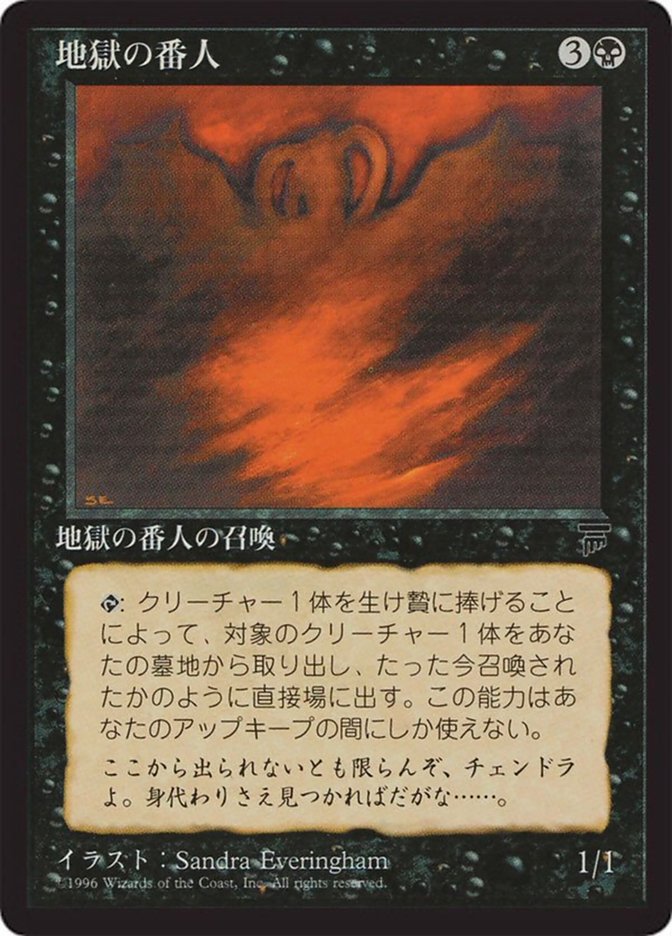 地獄の番人
3
SE
地獄の番人の召喚
: クリーチャー1体を生け贄に捧げること
によって、対象のクリーチャー1体をあな
たの墓地から取り出し、たった今召喚され
たかのように直接場に出す。この能力はあ
なたのアップキープの間にしか使えない。
ここから出られないとも限らんぞ、チェンドラ
よ。身代わりさえ見つかればだがな……。
イラスト：Sandra Everingham
1/1
©1996 Wizards of the Coast, Inc. All rights reserved.